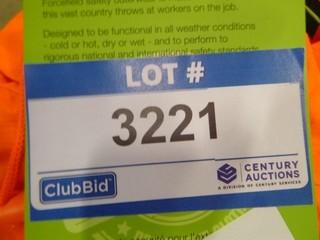 Forcefield safety outerwear
this vast country throws at workers on the job.
Designed to be functional in all weather conditions
- cold or hot, dry or wet - and to perform to
rigorous national and international safety standards
LOT #
3221
ClubBid
CENTURY
AUCTIONS
A DIVISION OF CENTURY SERVICES